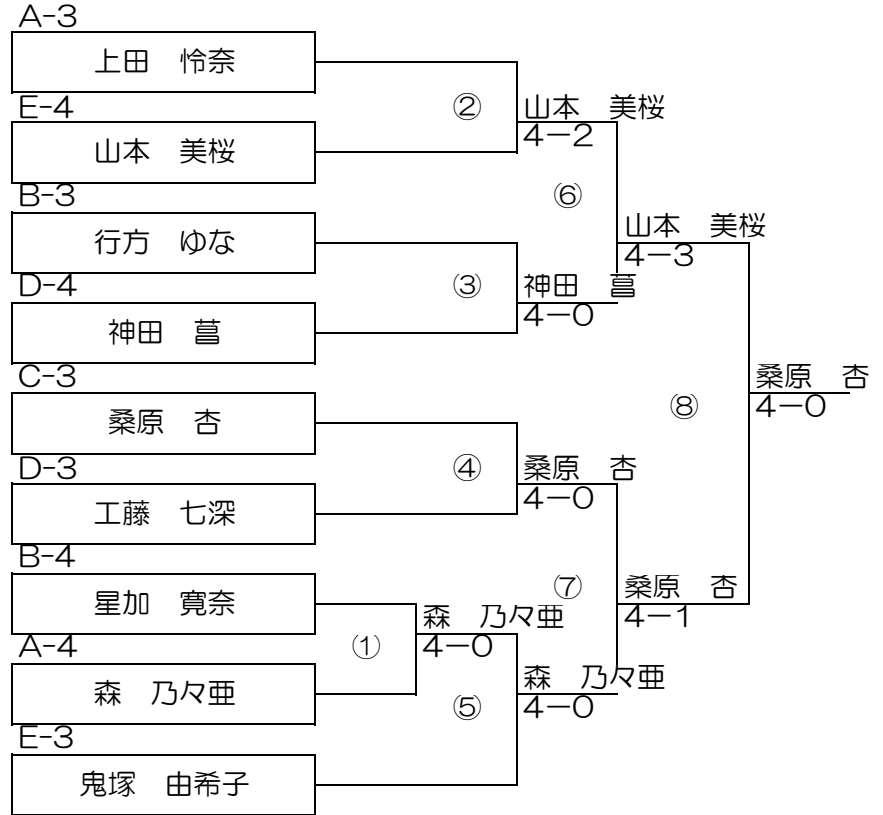 A-3
上田　怜奈
E-4
②
山本　美桜
4－2
山本　美桜
B-3
⑥
行方　ゆな
山本　美桜
4－3
D-4
③
神田　菖
4－0
神田　菖
C-3
桑原　杏
4－0
桑原　杏
⑧
D-3
④
桑原　杏
4－0
工藤　七深
B-4
星加　寛奈
⑦
桑原　杏
4－1
森　乃々亜
4－0
A-4
①
森　乃々亜
森　乃々亜
4－0
⑤
E-3
鬼塚　由希子